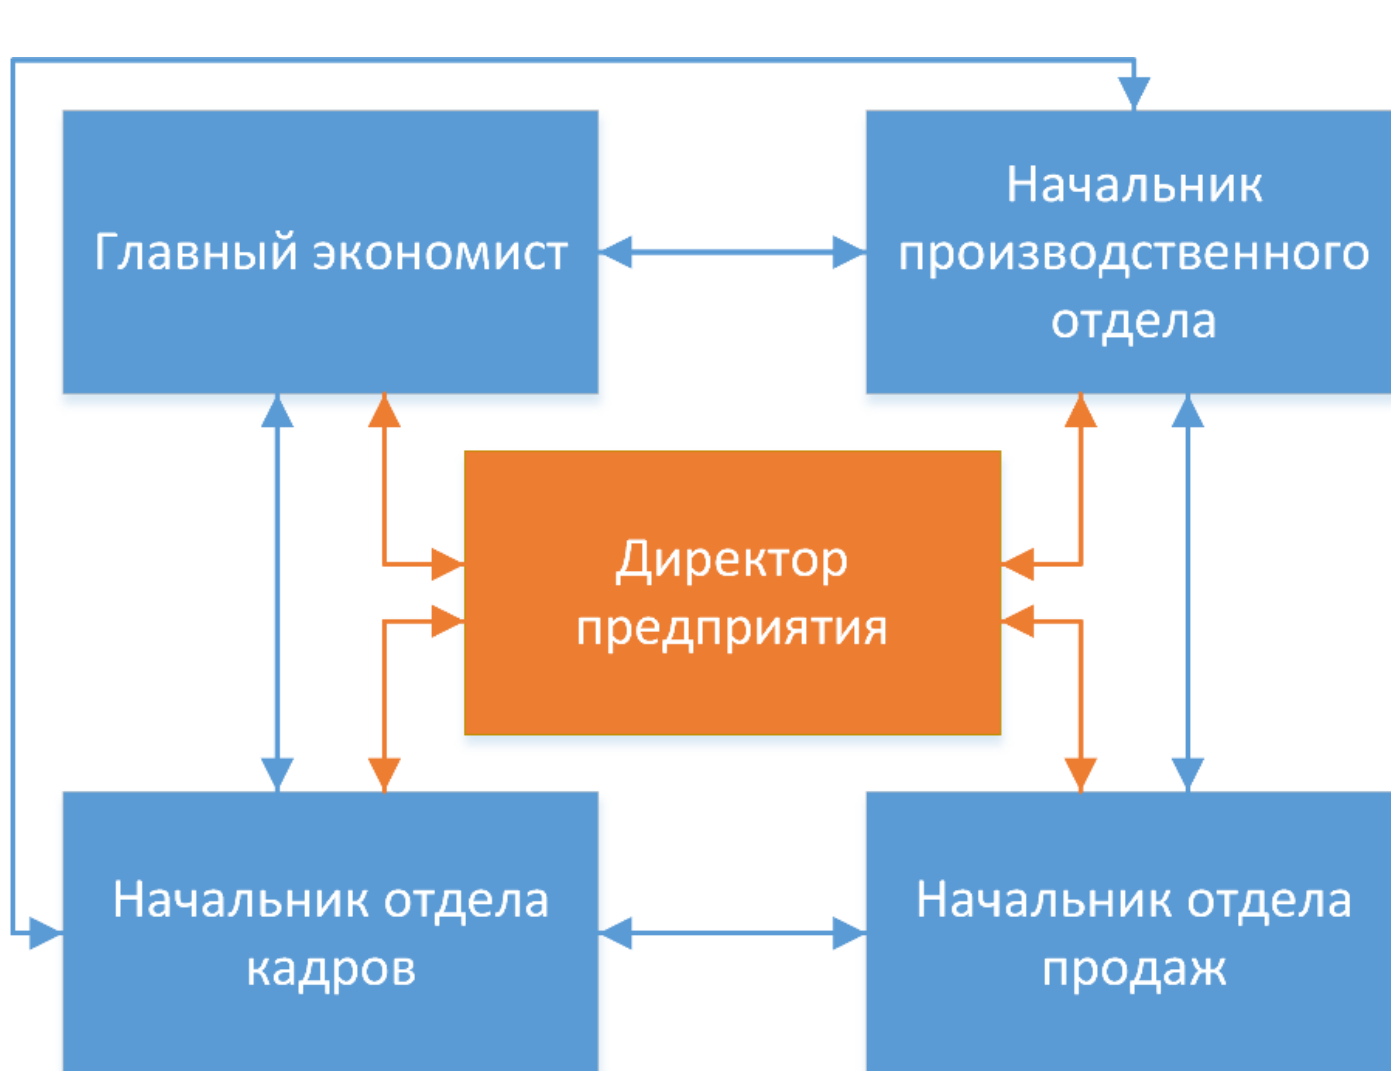 Главный экономист
Начальник
производственного
отдела
Директор
предприятия
Начальник отдела
кадров
Начальник отдела
продаж